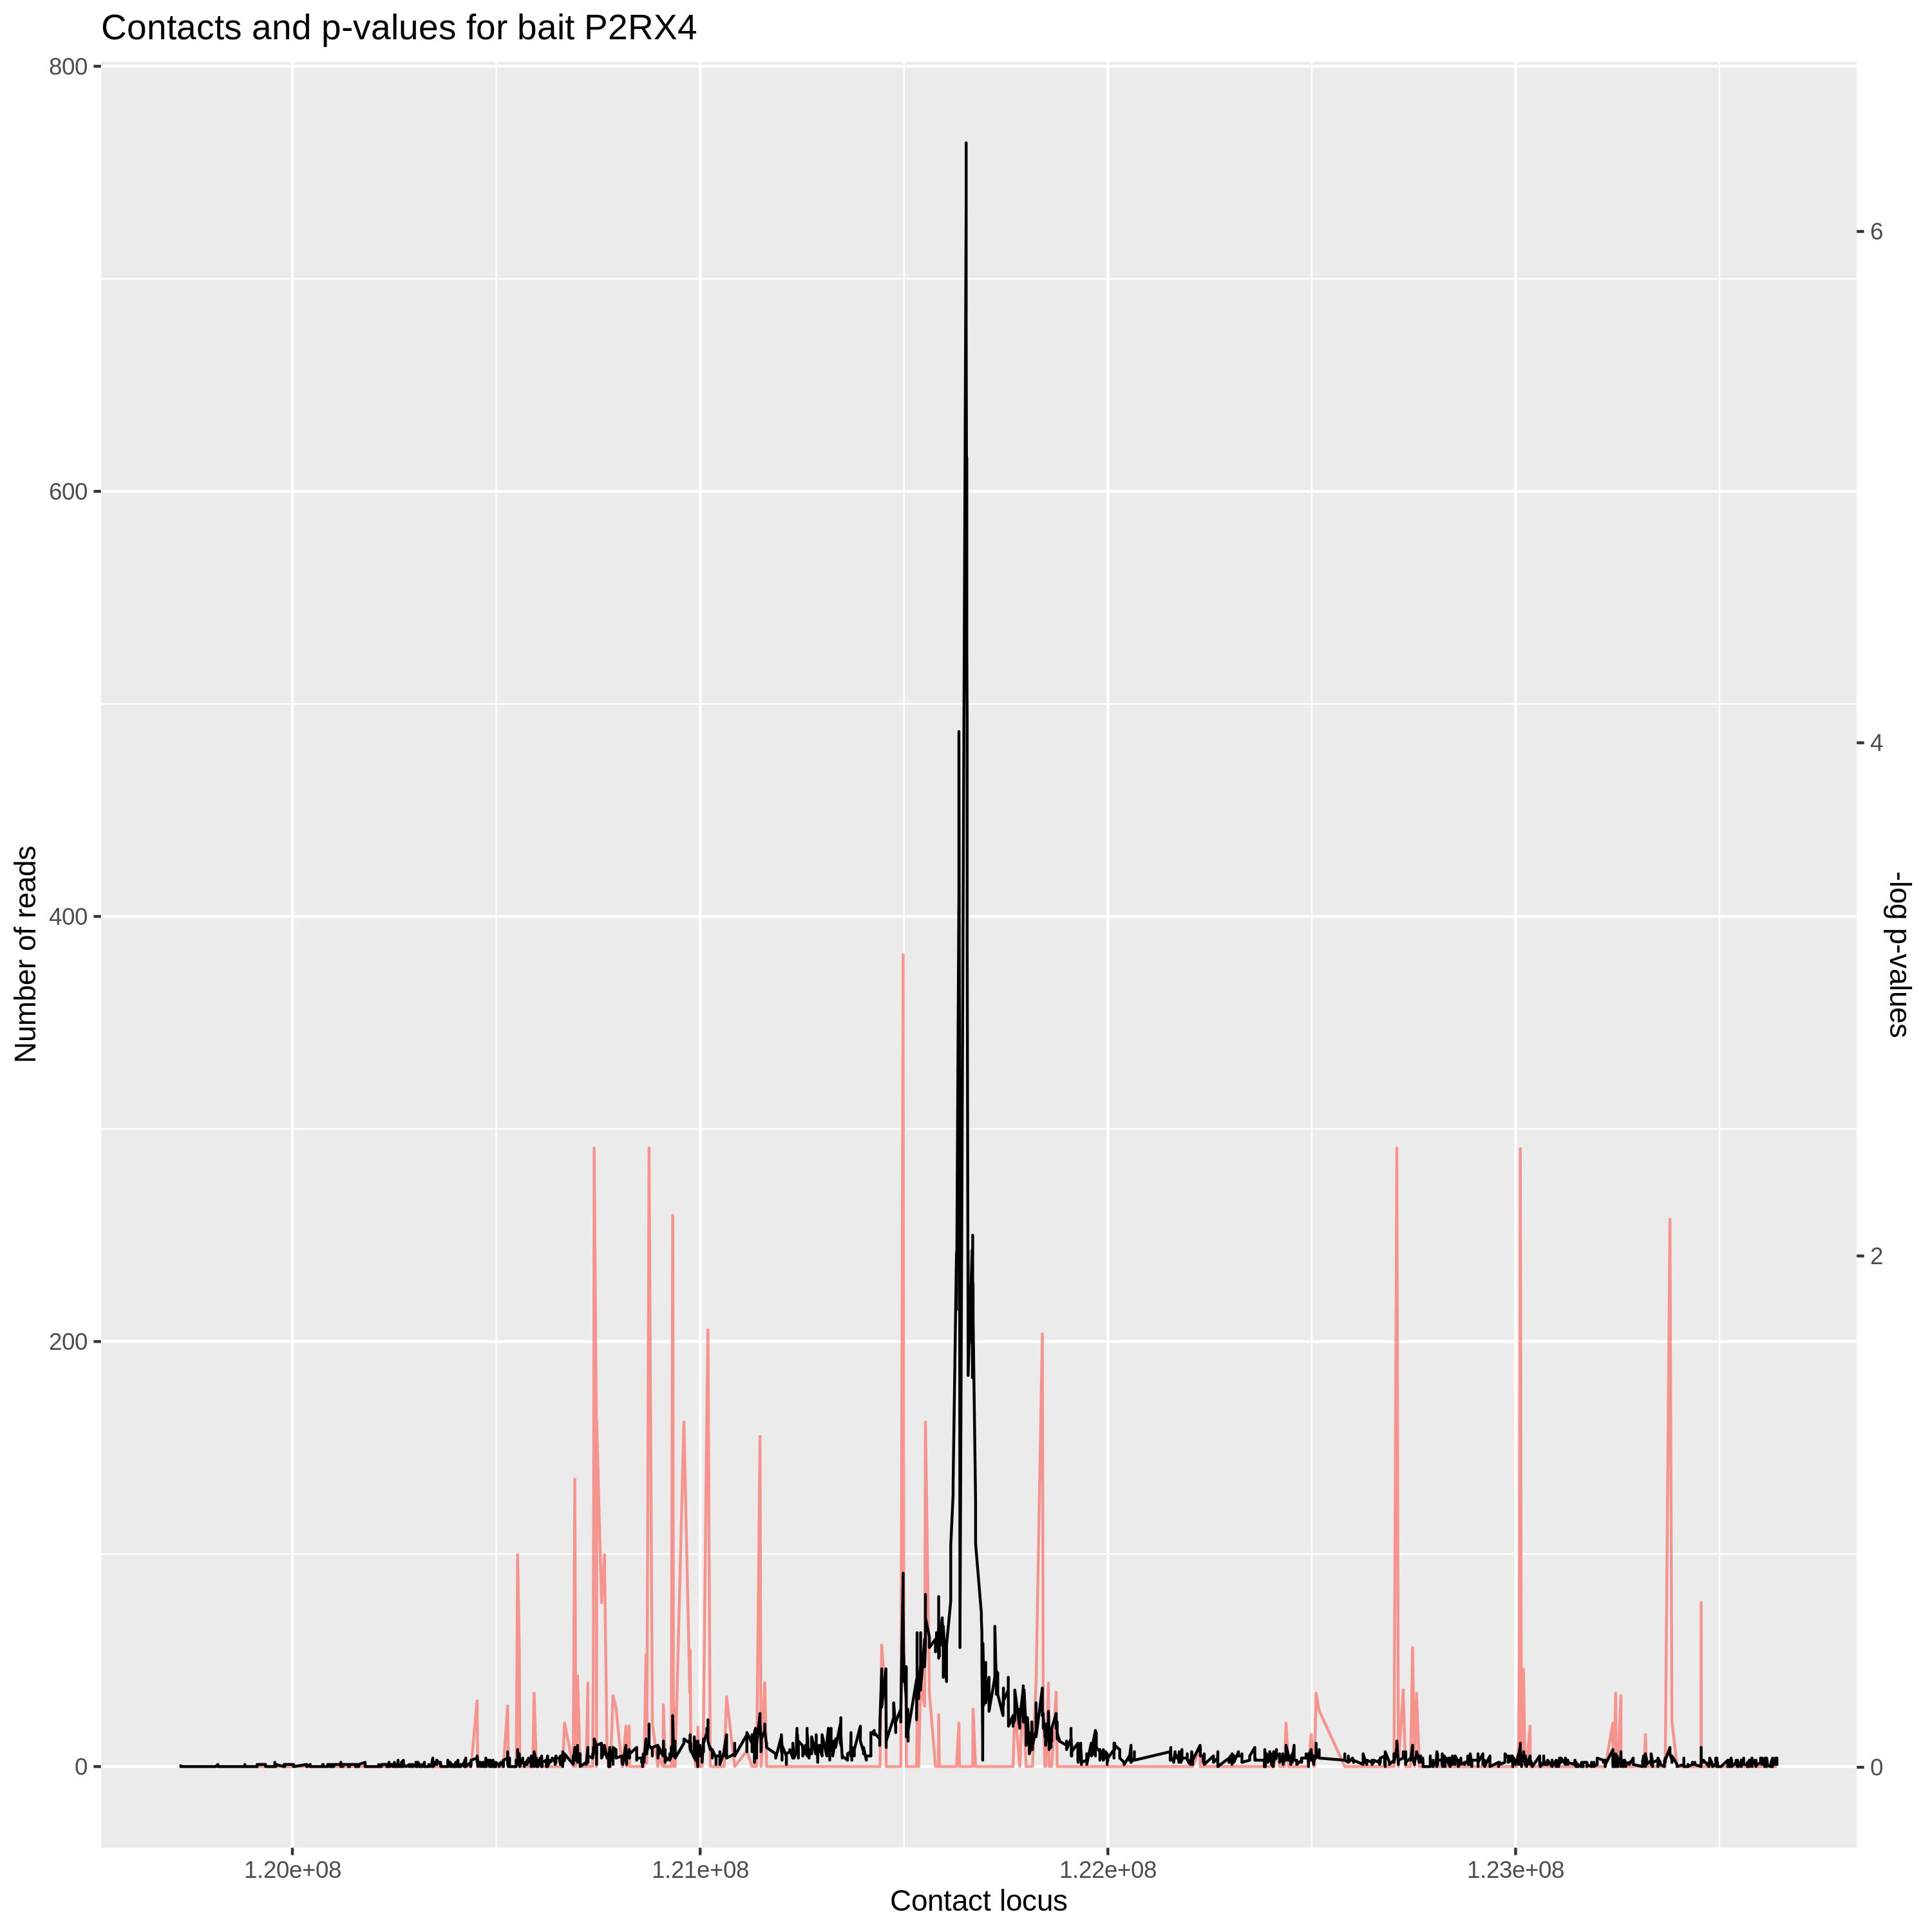 Contacts and p-values for bait P2RX4
800
600
400
200
0
Number of reads
6
4
2
0
-log p-values
1.20e+08
1.21e+08
1.22e+08
1.23e+08
Contact locus